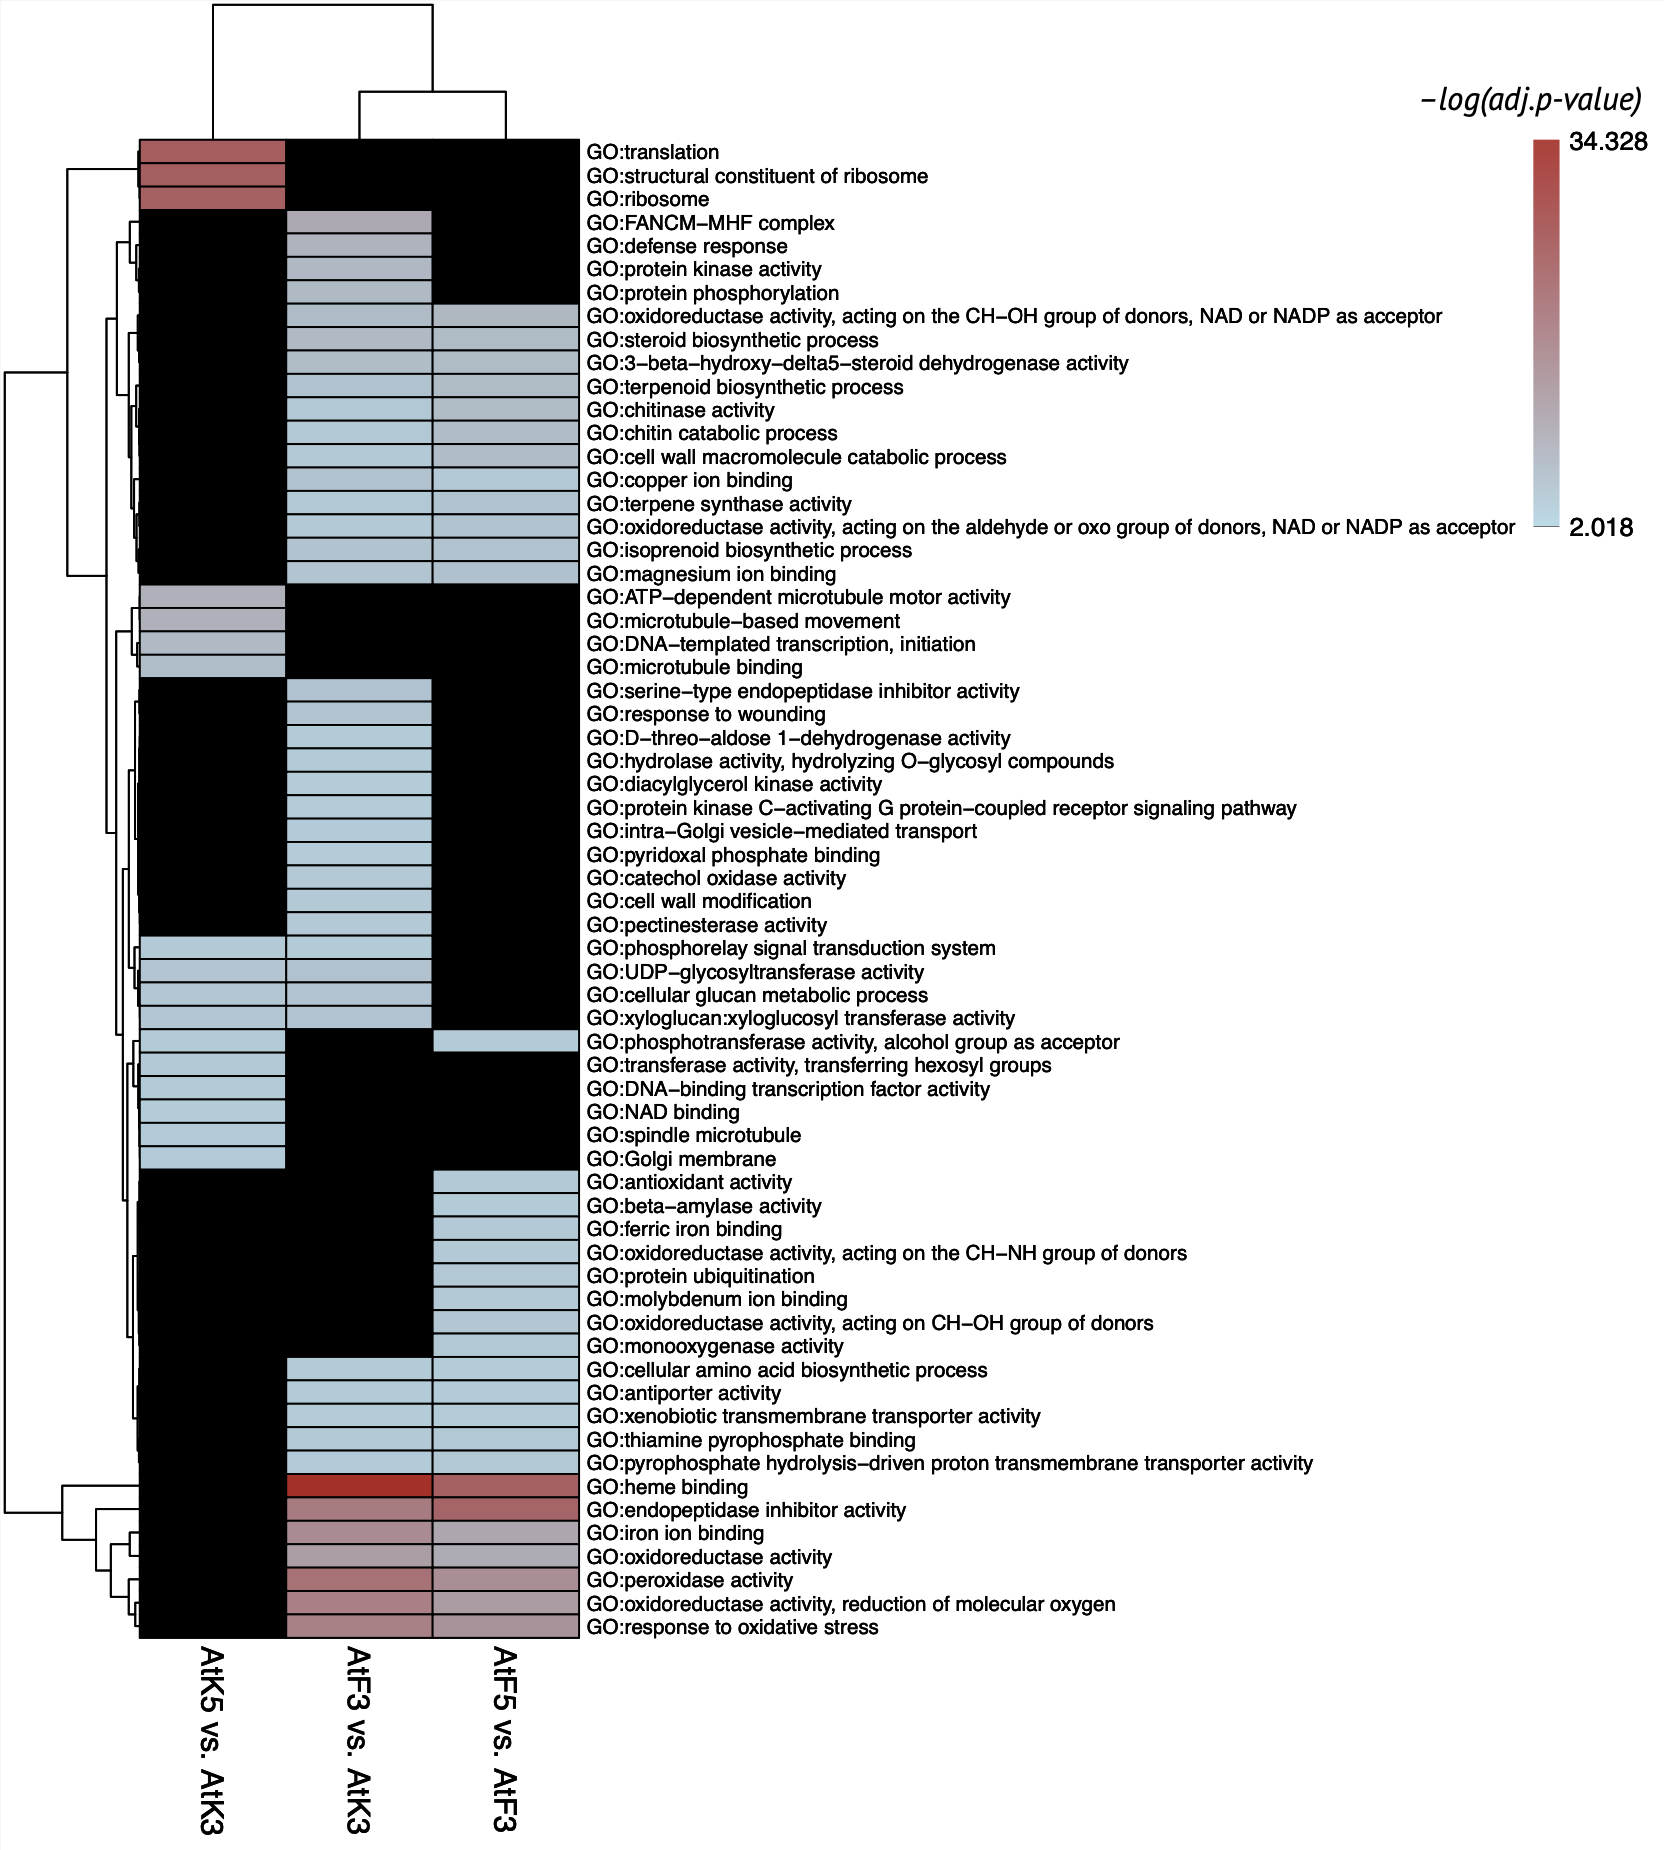 −log(adj.p-value)
34.328
2.018
GO:translation
GO:structural constituent of ribosome
GO:ribosome
GO:FANCM−MHF complex
GO:defense response
GO:protein kinase activity
GO:protein phosphorylation
GO:oxidoreductase activity, acting on the CH−OH group of donors, NAD or NADP as acceptor
GO:steroid biosynthetic process
GO:3−beta−hydroxy−delta5−steroid dehydrogenase activity
GO:terpenoid biosynthetic process
GO:chitinase activity
GO:chitin catabolic process
GO:cell wall macromolecule catabolic process
GO:copper ion binding
GO:terpene synthase activity
GO:oxidoreductase activity, acting on the aldehyde or oxo group of donors, NAD or NADP as acceptor
GO:isoprenoid biosynthetic process
GO:magnesium ion binding
GO:ATP−dependent microtubule motor activity
GO:microtubule−based movement
GO:DNA−templated transcription, initiation
GO:microtubule binding
GO:serine−type endopeptidase inhibitor activity
GO:response to wounding
GO:D−threo−aldose 1−dehydrogenase activity
GO:hydrolase activity, hydrolyzing O−glycosyl compounds
GO:diacylglycerol kinase activity
GO:protein kinase C−activating G protein−coupled receptor signaling pathway
GO:intra−Golgi vesicle−mediated transport
GO:pyridoxal phosphate binding
GO:catechol oxidase activity
GO:cell wall modification
GO:pectinesterase activity
GO:phosphorelay signal transduction system
GO:UDP−glycosyltransferase activity
GO:cellular glucan metabolic process
GO:xyloglucan:xyloglucosyl transferase activity
GO:phosphotransferase activity, alcohol group as acceptor
GO:transferase activity, transferring hexosyl groups
GO:DNA−binding transcription factor activity
GO:NAD binding
GO:spindle microtubule
GO:Golgi membrane
GO:antioxidant activity
GO:beta−amylase activity
GO:ferric iron binding
GO:oxidoreductase activity, acting on the CH−NH group of donors
GO:protein ubiquitination
GO:molybdenum ion binding
GO:oxidoreductase activity, acting on CH−OH group of donors
GO:monooxygenase activity
GO:cellular amino acid biosynthetic process
GO:antiporter activity
GO:xenobiotic transmembrane transporter activity
GO:thiamine pyrophosphate binding
GO:pyrophosphate hydrolysis−driven proton transmembrane transporter activity
GO:heme binding
GO:endopeptidase inhibitor activity
GO:iron ion binding
GO:oxidoreductase activity
GO:peroxidase activity
GO:oxidoreductase activity, reduction of molecular oxygen
GO:response to oxidative stress
AtK5 vs. AtK3
AtF3 vs. AtK3
AtF5 vs. AtF3